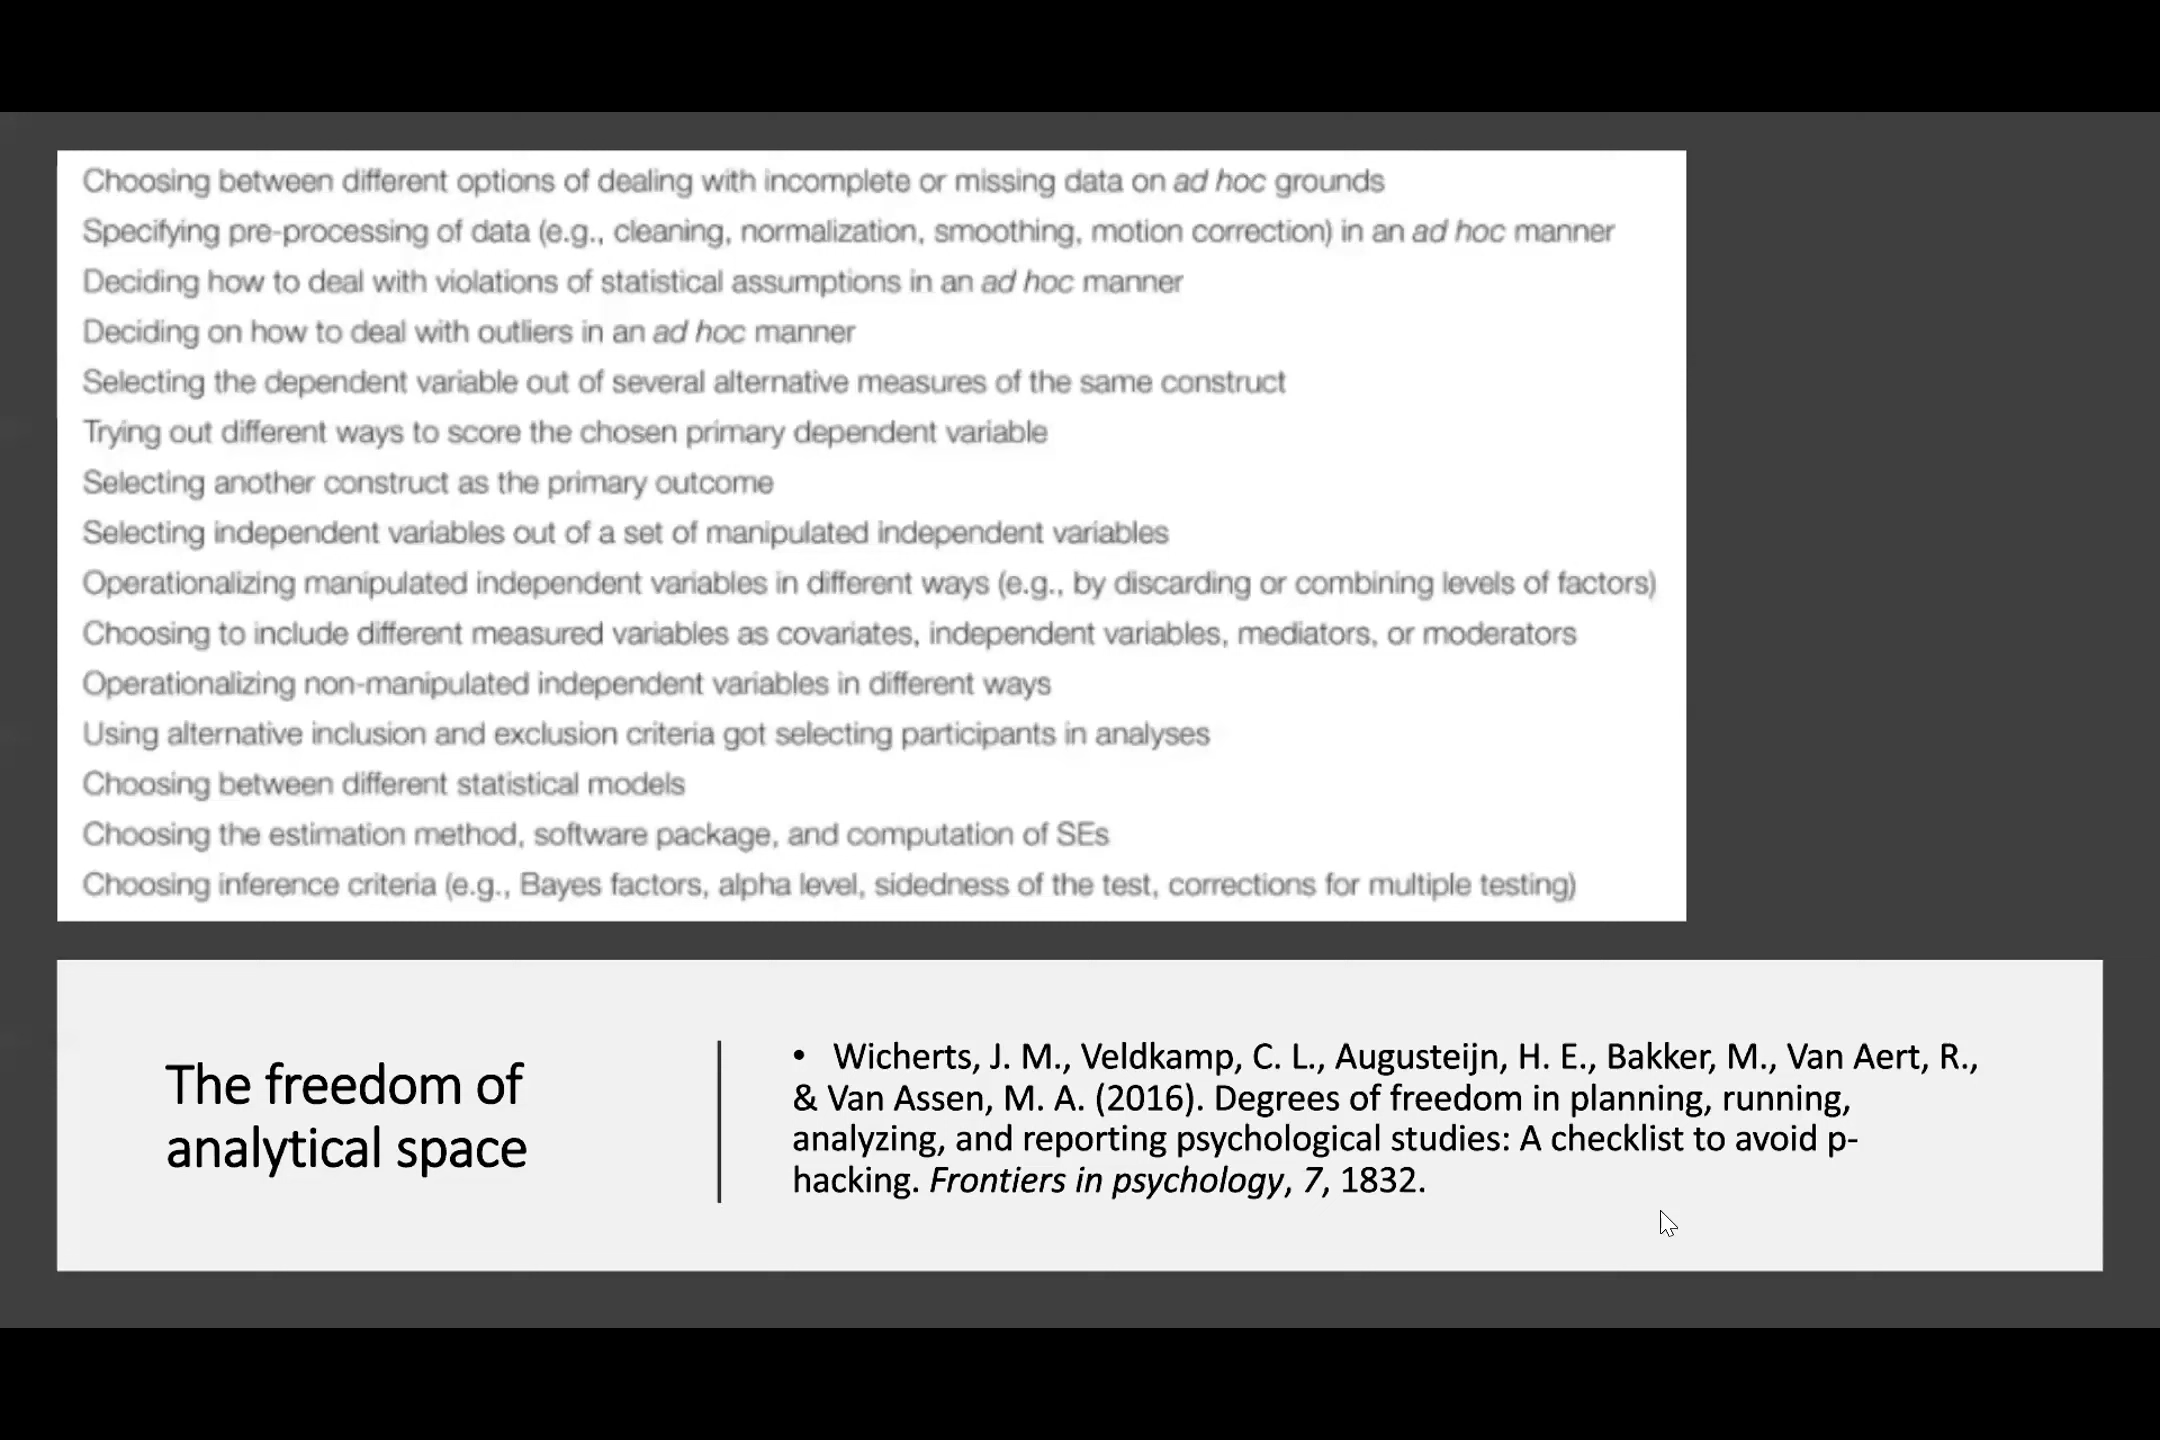 Choosing between different options of dealing with incomplete or missing data on ad hoc grounds
Specifying pre-processing of data (e.g., cleaning, normalization, smoothing, motion correction) in an ad hoc manner
Deciding how to deal with violations of statistical assumptions in an ad hoc manner
Deciding on how to deal with outliers in an ad hoc manner
Selecting the dependent variable out of several alternative measures of the same construct
Trying out different ways to score the chosen primary dependent variable
Selecting another construct as the primary outcome
Selecting independent variables out of a set of manipulated independent variables
Operationalizing manipulated independent variables in different ways (e.g., by discarding or combining levels of factors)
Choosing to include different measured variables as covariates, independent variables, mediators, or moderators
Operationalizing non-manipulated independent variables in different ways
Using alternative inclusion and exclusion criteria got selecting participants in analyses
Choosing between different statistical models
Choosing the estimation method, software package, and computation of SEs
Choosing inference criteria (e.g., Bayes factors, alpha level, sidedness of the test, corrections for multiple testing)
The freedom of
analytical space
• Wicherts, J. M., Veldkamp, C. L., Augusteijn, H. E., Bakker, M., Van Aert, R.,
& Van Assen, M. A. (2016). Degrees of freedom in planning, running,
analyzing, and reporting psychological studies: A checklist to avoid p-
hacking. Frontiers in psychology, 7, 1832.